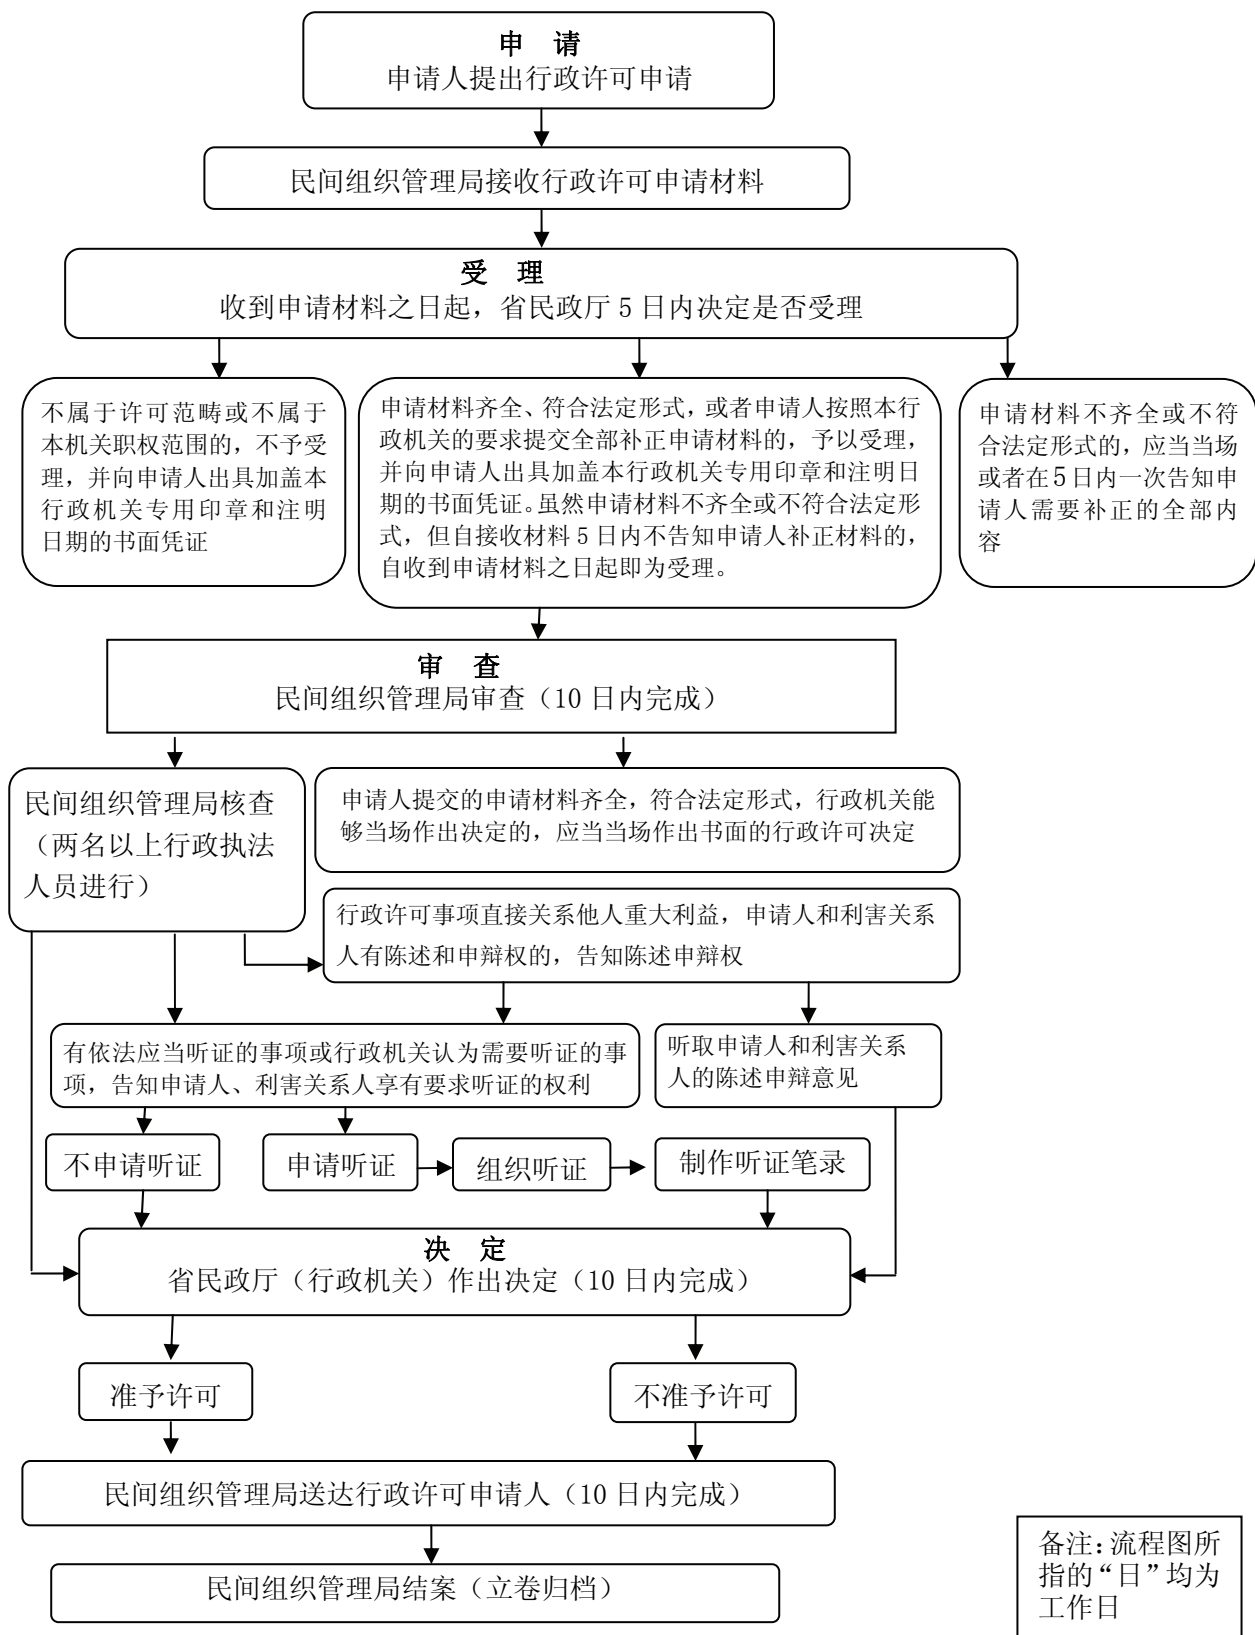 申 请
申请人提出行政许可申请
民间组织管理局接收行政许可申请材料
受 理
收到申请材料之日起，省民政厅 5 日内决定是否受理
不属于许可范畴或不属于
本机关职权范围的，不予受
理，并向申请人出具加盖本
行政机关专用印章和注明
日期的书面凭证
申请材料齐全、符合法定形式，或者申请人按照本行
政机关的要求提交全部补正申请材料的，予以受理，
并向申请人出具加盖本行政机关专用印章和注明日
期的书面凭证。虽然申请材料不齐全或不符合法定形
式，但自接收材料 5 日内不告知申请人补正材料的，
自收到申请材料之日起即为受理。
申请材料不齐全或不符
合法定形式的，应当当场
或者在5日内一次告知申
请人需要补正的全部内
容
审 查
民间组织管理局审查（10 日内完成）
民间组织管理局核查
（两名以上行政执法
人员进行）
申请人提交的申请材料齐全，符合法定形式，行政机关能
够当场作出决定的，应当当场作出书面的行政许可决定
行政许可事项直接关系他人重大利益，申请人和利害关系
人有陈述和申辩权的，告知陈述申辩权
有依法应当听证的事项或行政机关认为需要听证的事
项，告知申请人、利害关系人享有要求听证的权利
听取申请人和利害关系
人的陈述申辩意见
不申请听证
申请听证
组织听证
制作听证笔录
决 定
省民政厅（行政机关）作出决定（10 日内完成）
准予许可
不准予许可
民间组织管理局送达行政许可申请人（10 日内完成）
民间组织管理局结案（立卷归档）
备注：流程图所
指的“日”均为
工作日